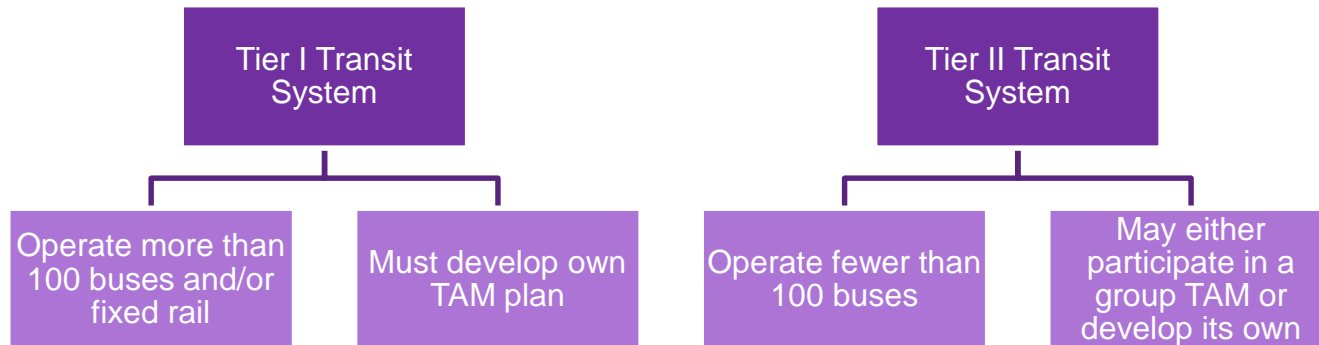 Tier I Transit
System
Operate more than
100 buses and/or
fixed rail
Must develop own
TAM plan
Tier II Transit
System
Operate fewer than
100 buses
May either
participate in a
group TAM or
develop its own